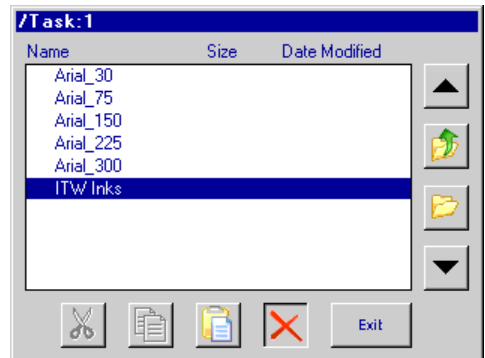 /Task:1
Name Size Date Modified
Arial_30
Arial_75
Arial_150
Arial_225
Arial_300
ITW Inks
Exit